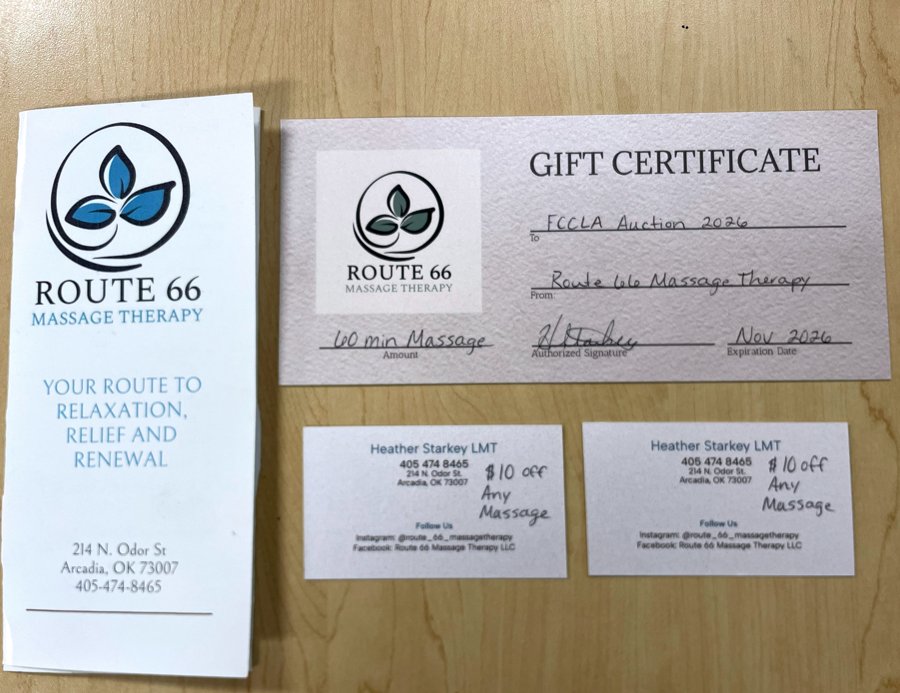 ROUTE 66
MASSAGE THERAPY
YOUR ROUTE TO
RELAXATION,
RELIEF AND
RENEWAL
214 N. Odor St
Arcadia, OK 73007
405-474-8465
ROUTE 66
MASSAGE THERAPY
GIFT CERTIFICATE
FCCLA Auction 2026
To
Route 66 Massage Therapy
From
60 min Massage
Amount
H Starkey
Authorized Signature
Nov 2026
Expiration Date
Heather Starkey LMT
405 474 8465
214 N. Odor St.
Arcadia, OK 73007
$10 off
Any
Massage
Follow Us
Instagram: @route_66_massagetherapy
Facebook: Route 66 Massage Therapy LLC
Heather Starkey LMT
405 474 8465
214 N. Odor St.
Arcadia, OK 73007
$10 off
Any
Massage
Follow Us
Instagram: @route_66_massagetherapy
Facebook: Route 66 Massage Therapy LLC